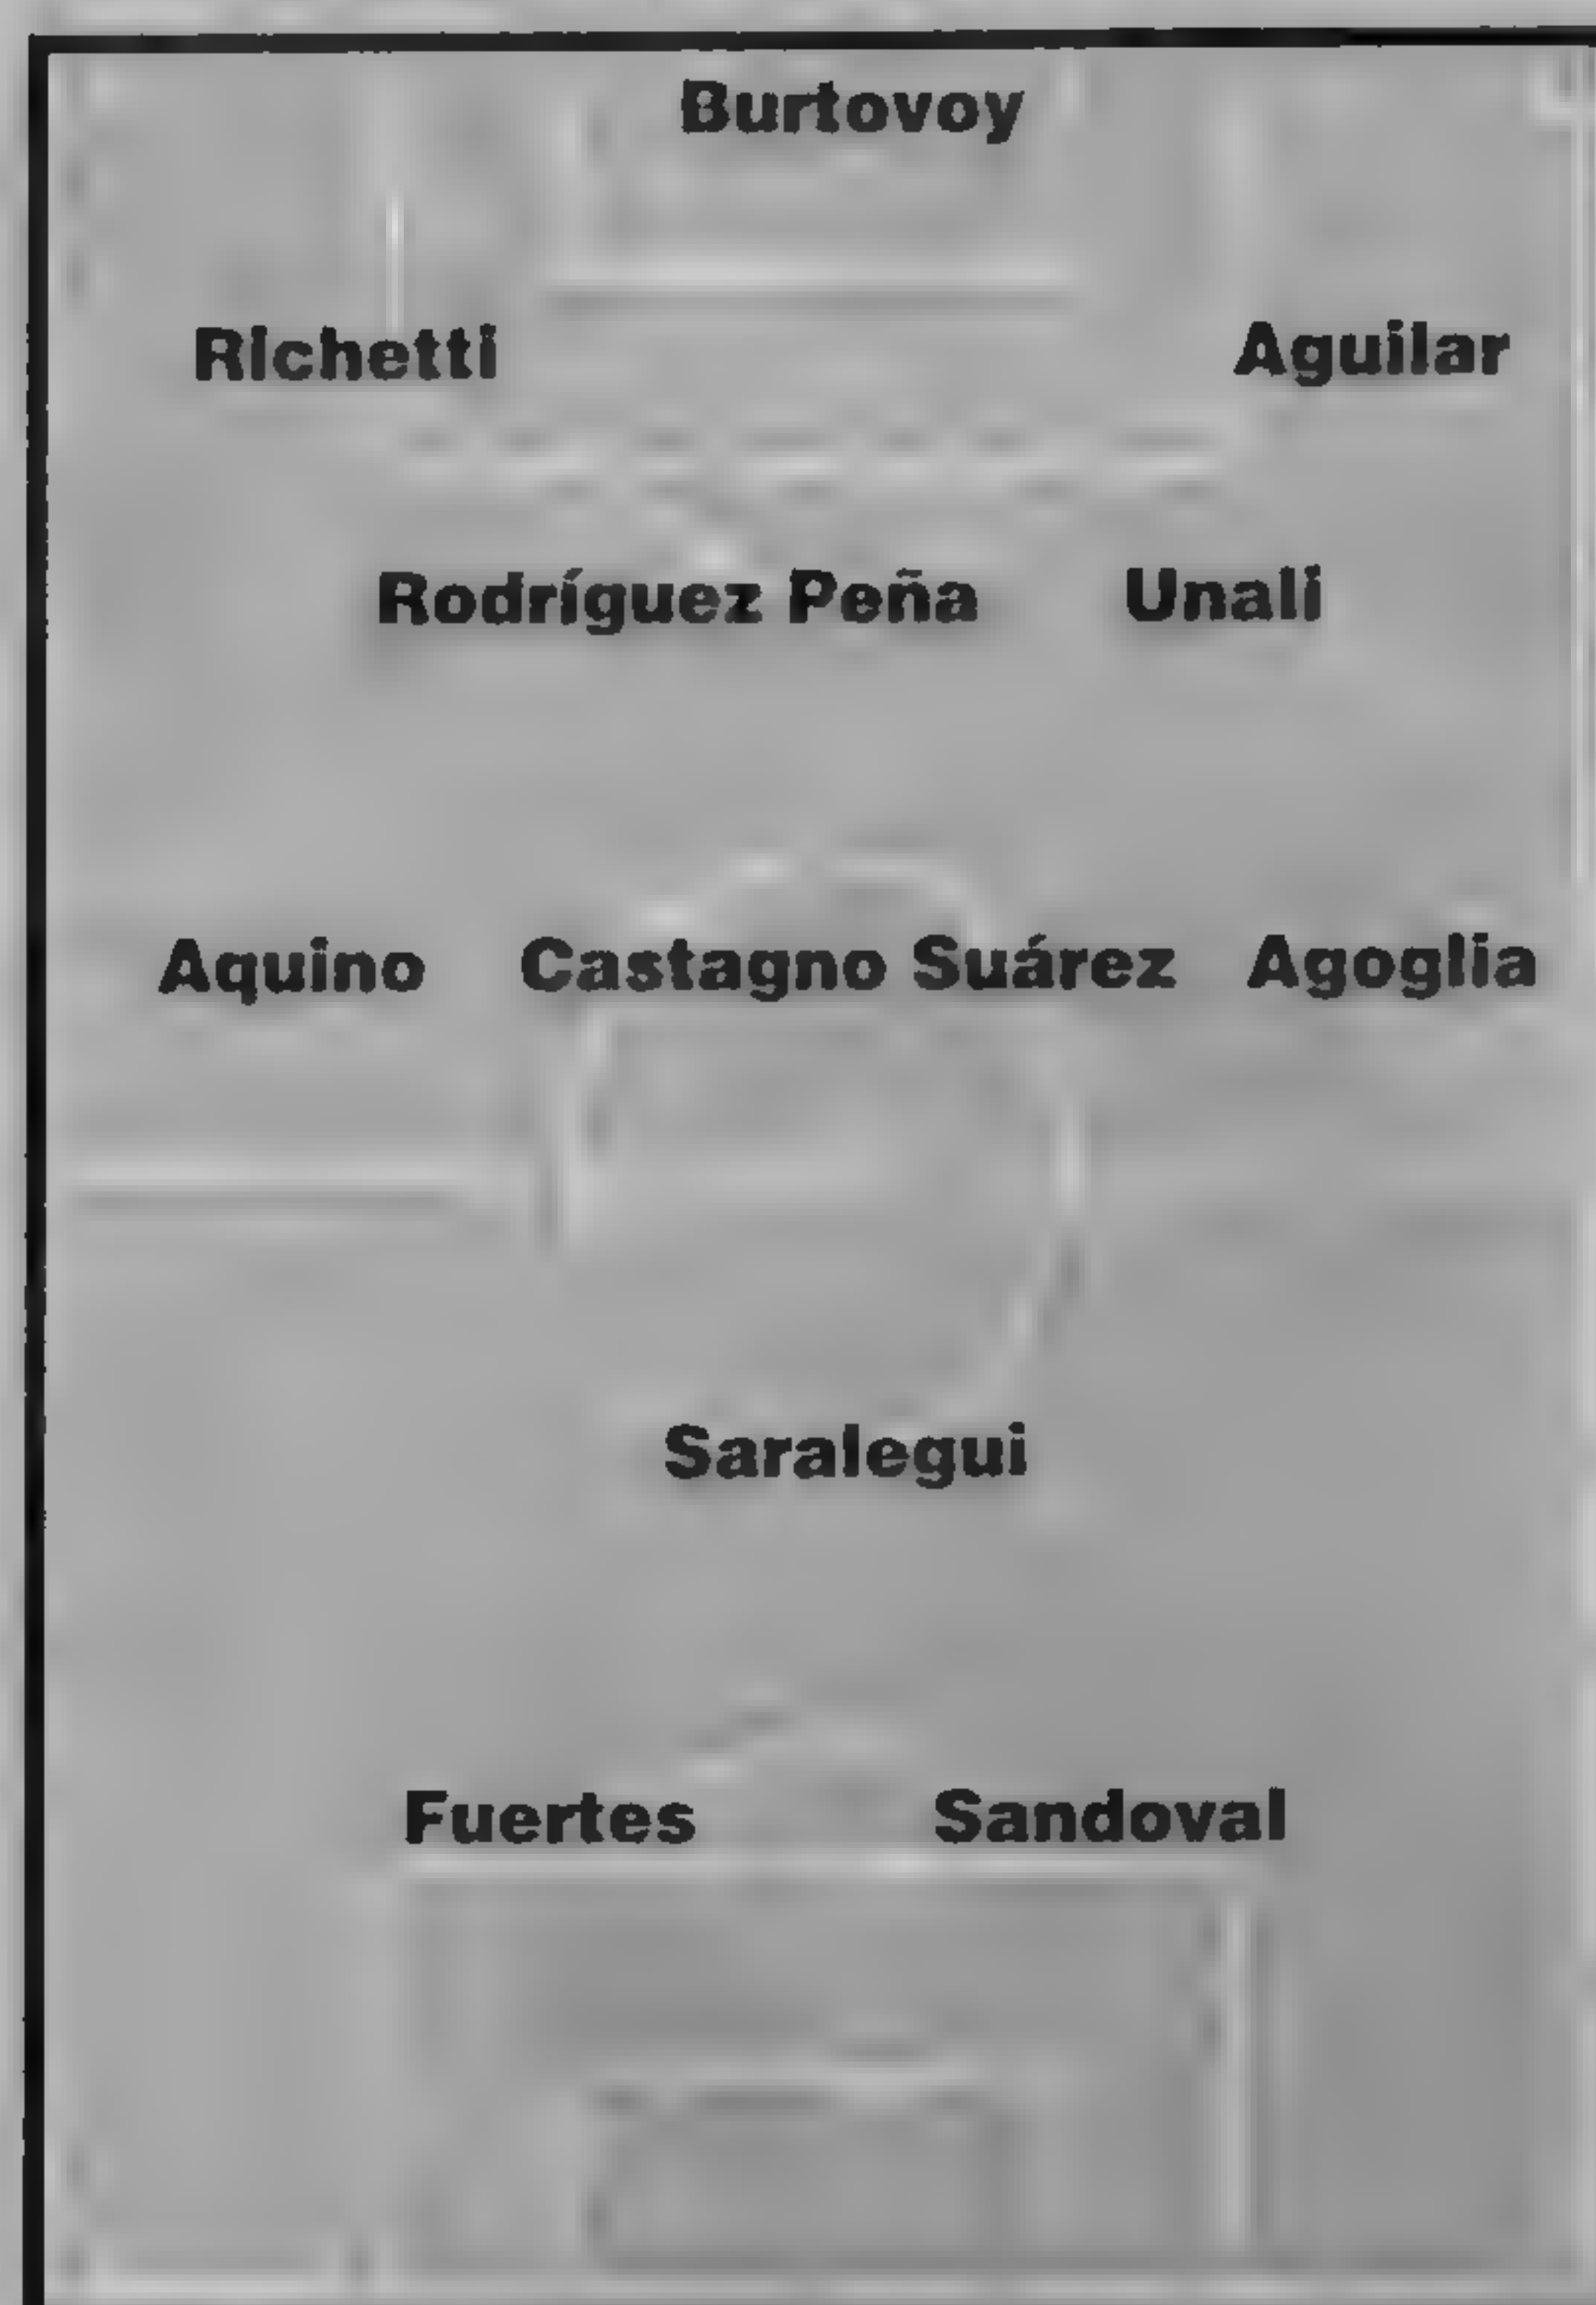 Burtovoy
Richetti Aguilar
Rodríguez Peña Unali
Aquino Castagno Suárez Agoglia
Saralegui
Fuertes Sandoval